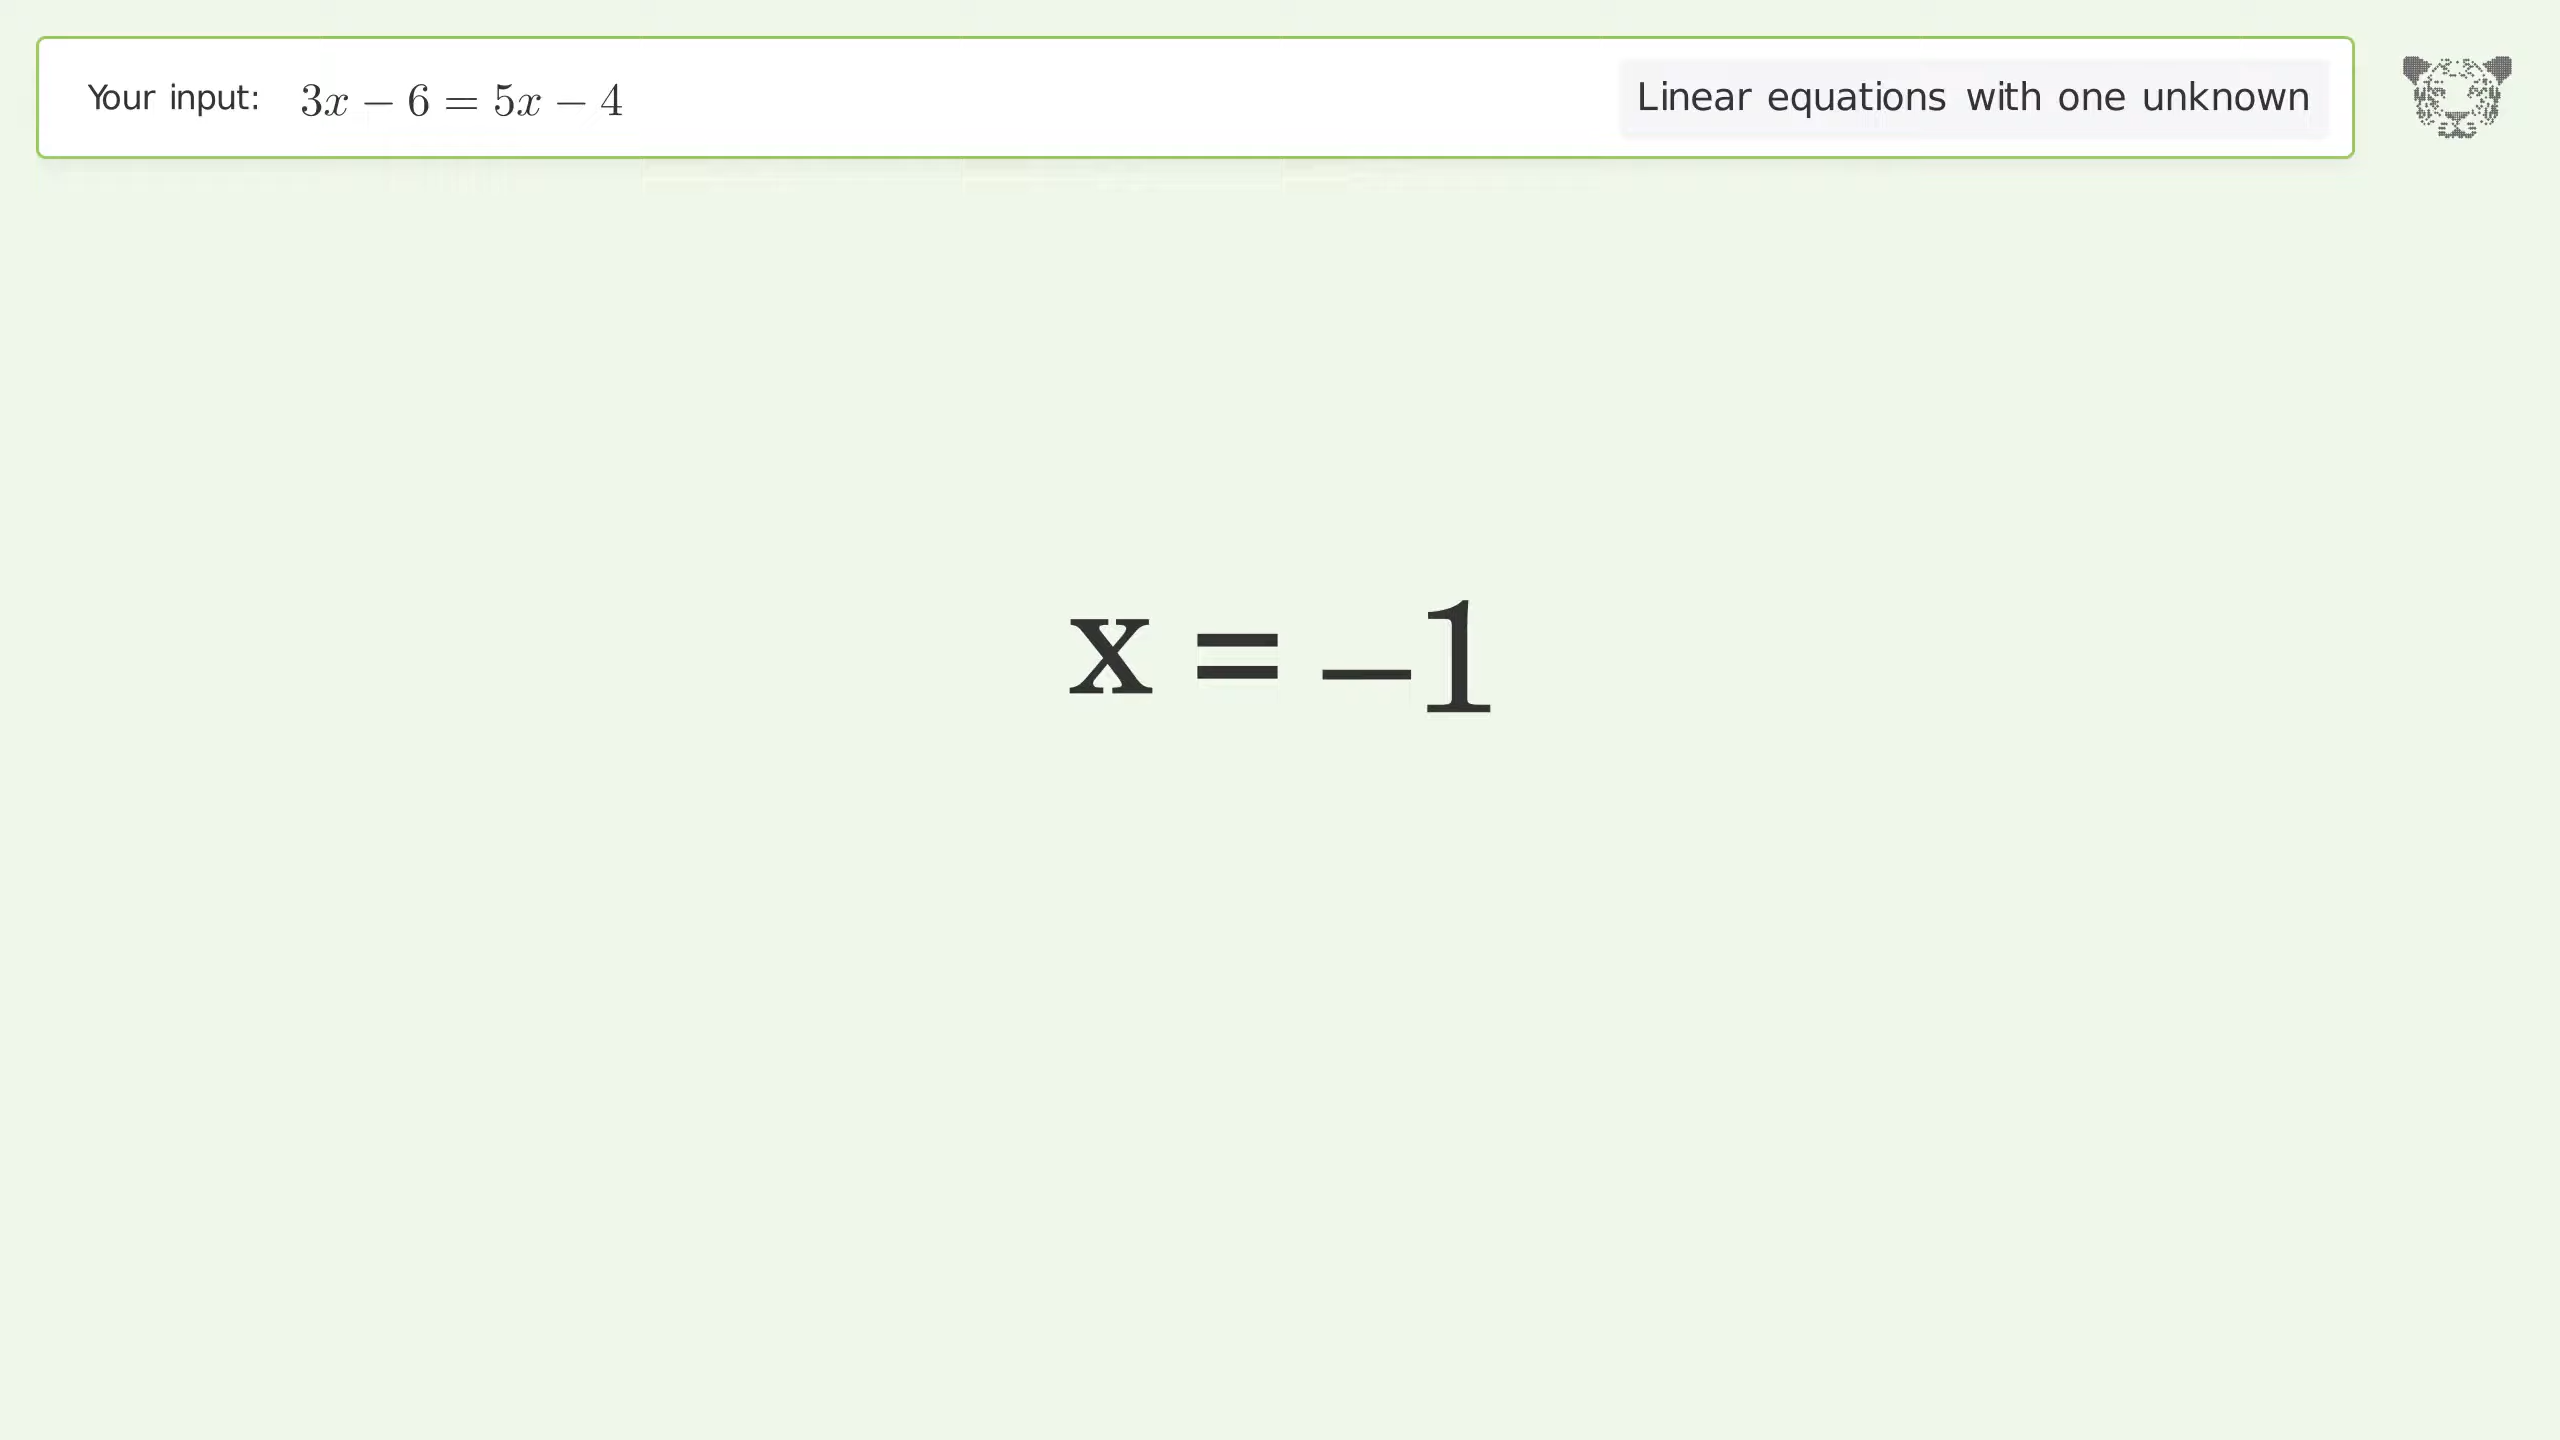 Your input: 3x − 6 = 5x − 4
Linear equations with one unknown
x = −1